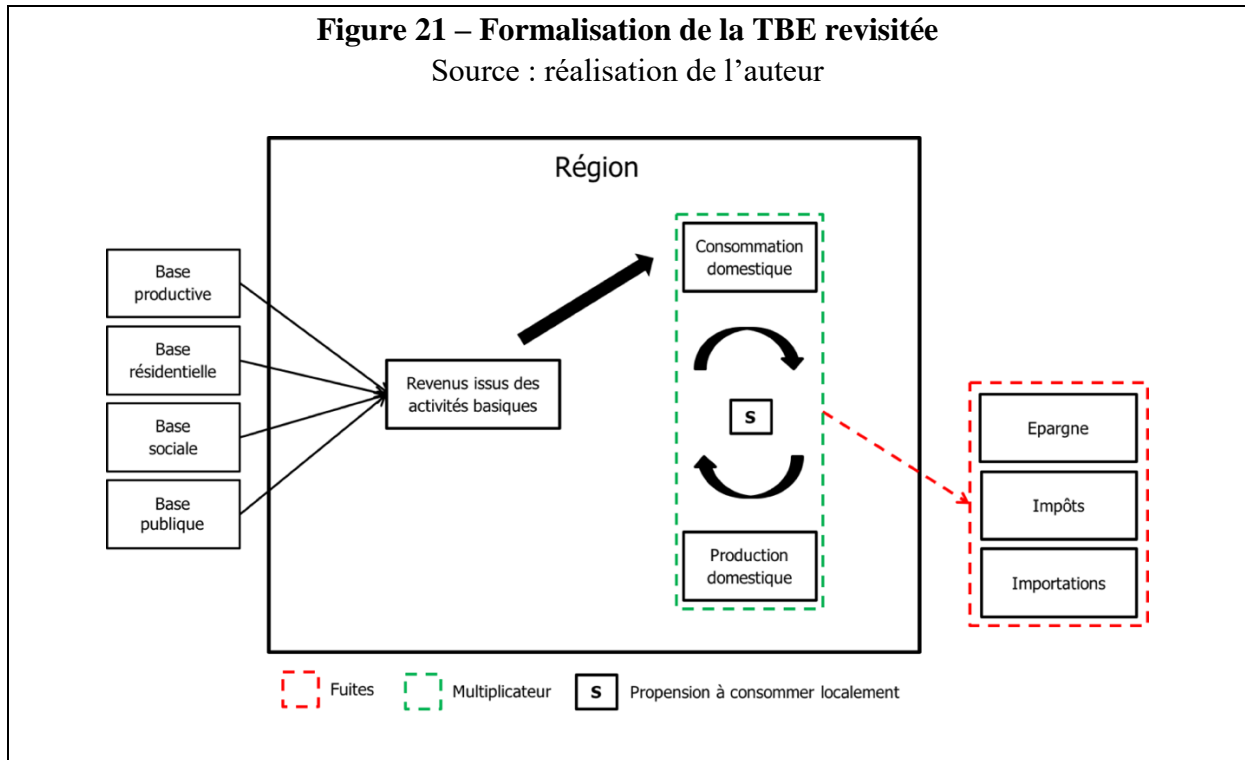 Figure 21 – Formalisation de la TBE revisitée
Source : réalisation de l’auteur
Région
Base
productive
Base
résidentielle
Base
sociale
Base
publique
Revenus issus des
activités basiques
Consommation
domestique
S
Production
domestique
Epargne
Impôts
Importations
Fuites
Multiplicateur
S
Propension à consommer localement